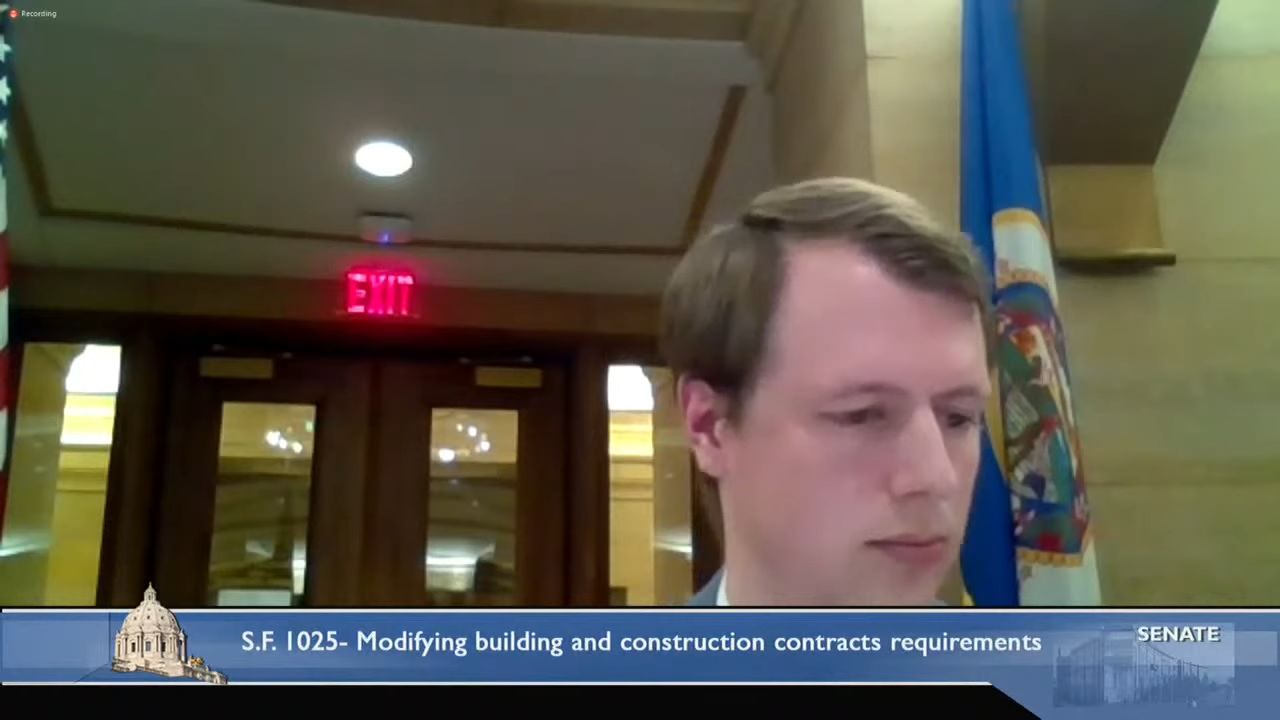 Recording
EXIT
S.F. 1025- Modifying building and construction contracts requirements
SENATE